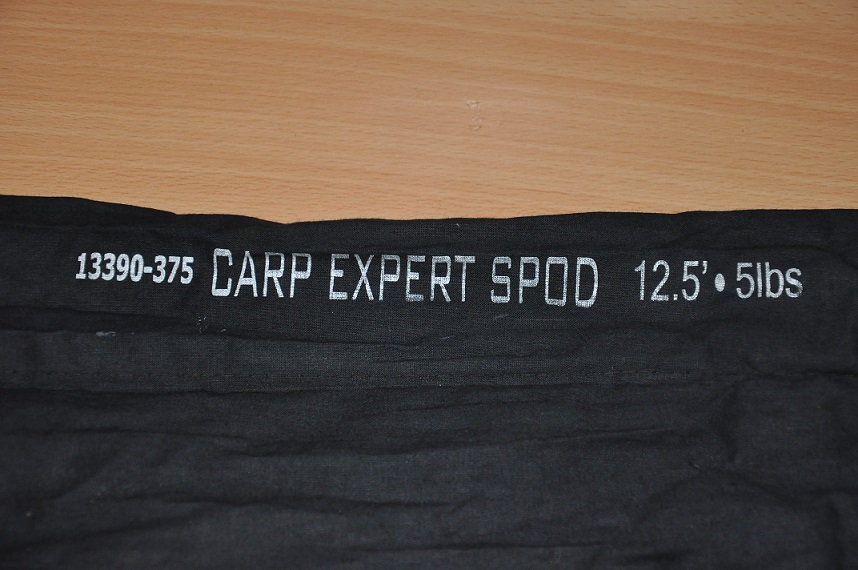 13390-375 CARP EXPERT SPOD 12.5’•5lbs